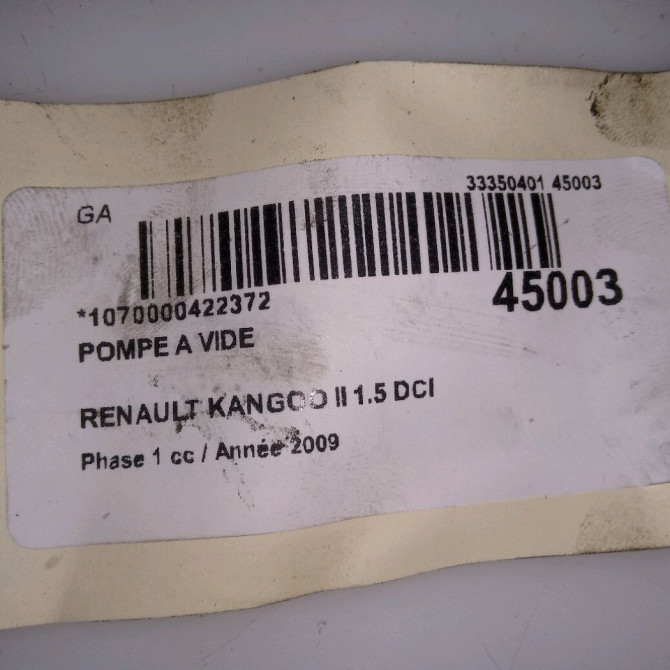 33350401 45003
GA
*1070000422372
45003
POMPE A VIDE
RENAULT KANGOO II 1.5 DCI
Phase 1 cc / Année 2009